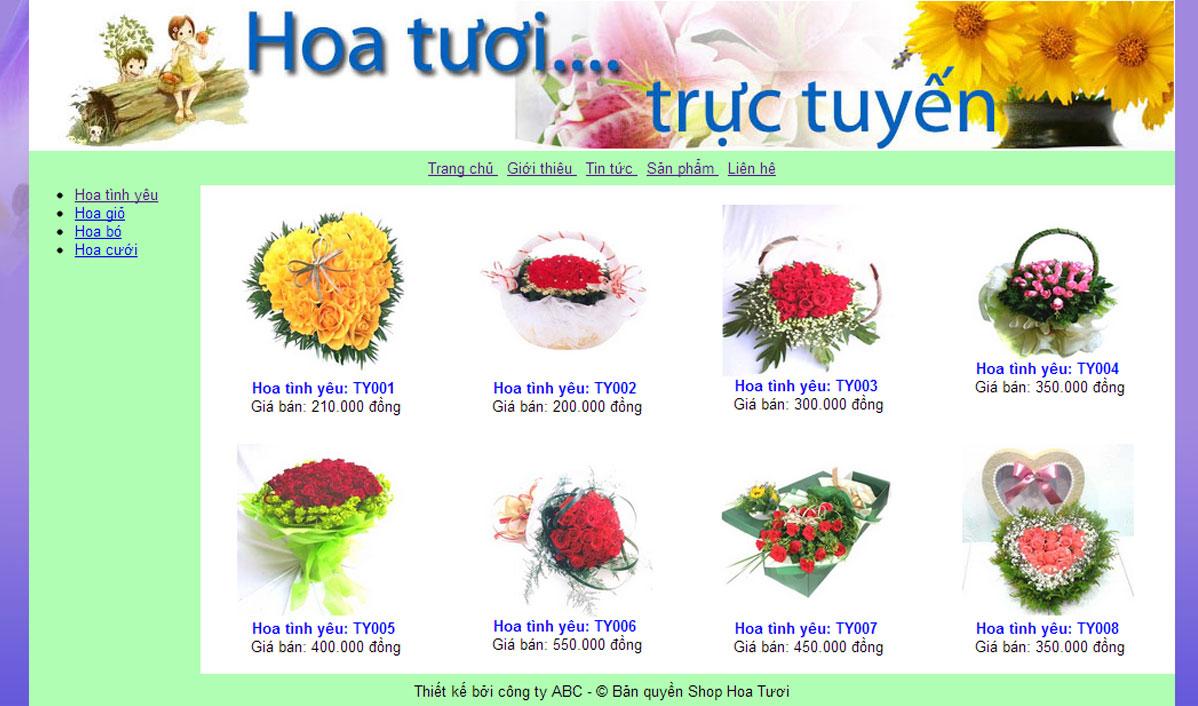 Hoa tươi....
trực tuyến
Trang chủ Giới thiêu Tin tức Sản phẩm Liên hê
Hoa tình yêu
Hoa giỏ
Hoa bó
Hoa cưới
Hoa tình yêu: TY001
Giá bán: 210.000 đồng
Hoa tình yêu: TY002
Giá bán: 200.000 đồng
Hoa tình yêu: TY003
Giá bán: 300.000 đồng
Hoa tình yêu: TY004
Giá bán: 350.000 đồng
Hoa tình yêu: TY005
Giá bán: 400.000 đồng
Hoa tình yêu: TY006
Giá bán: 550.000 đồng
Hoa tình yêu: TY007
Giá bán: 450.000 đồng
Hoa tình yêu: TY008
Giá bán: 350.000 đồng
Thiết kế bởi công ty ABC - © Bản quyền Shop Hoa Tươi